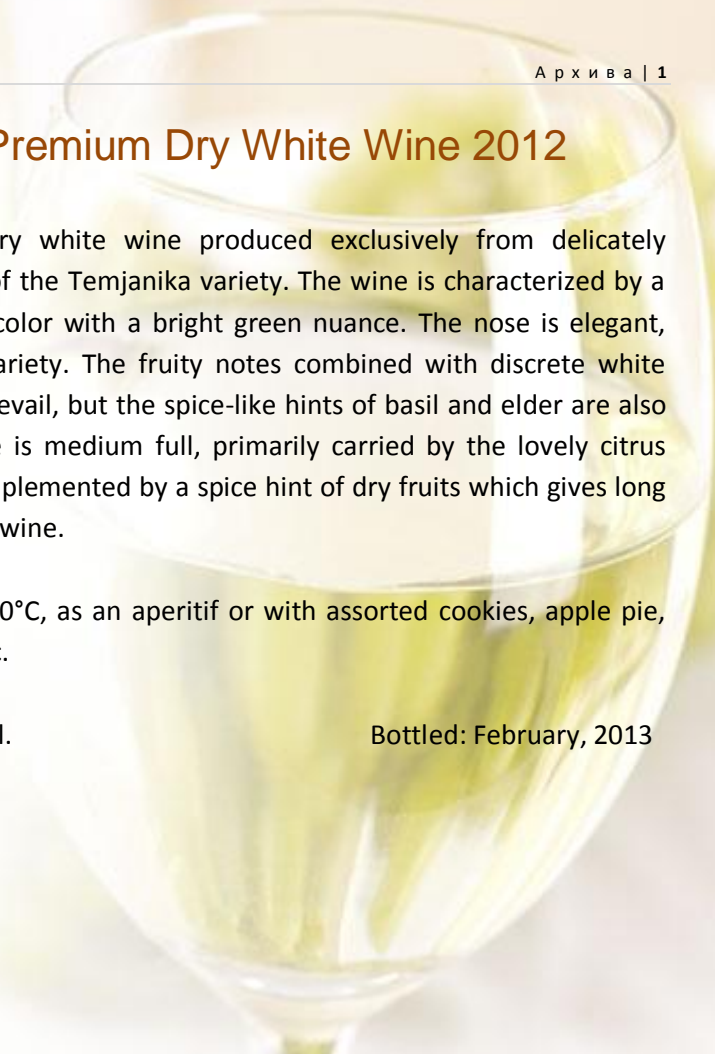 Архива | 1
Premium Dry White Wine 2012
ry white wine produced exclusively from delicately
of the Temjanika variety. The wine is characterized by a
color with a bright green nuance. The nose is elegant,
ariety. The fruity notes combined with discrete white
evail, but the spice-like hints of basil and elder are also
e is medium full, primarily carried by the lovely citrus
plemented by a spice hint of dry fruits which gives long
wine.
0°C, as an aperitif or with assorted cookies, apple pie,
.
l. Bottled: February, 2013